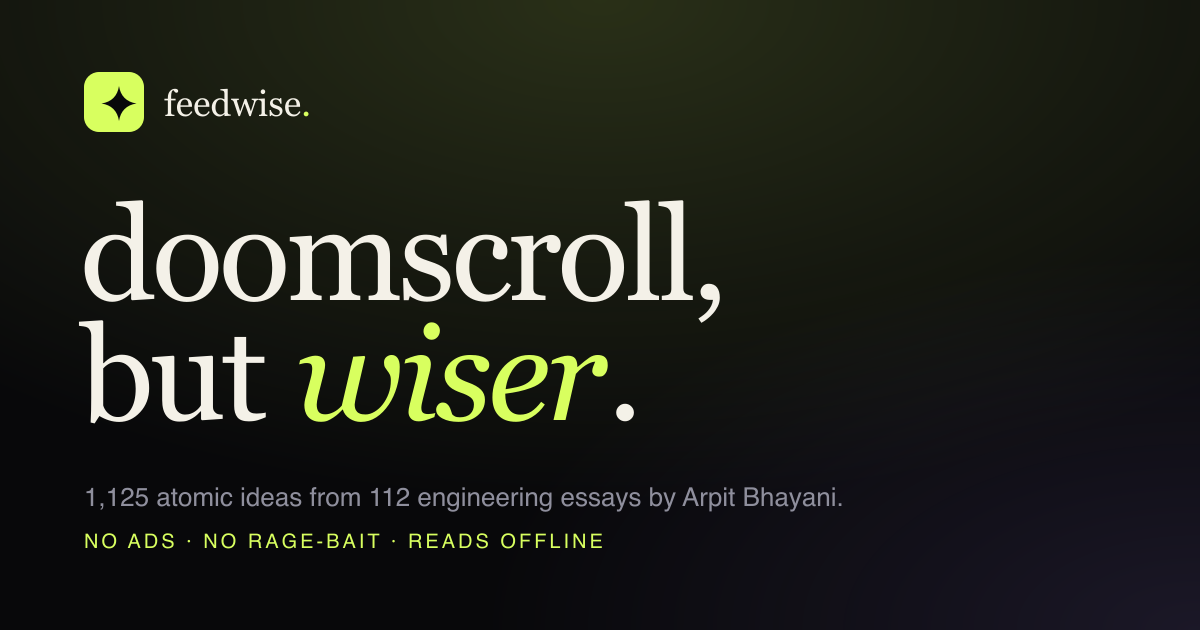 feedwise.
doomscroll,
but wiser.
1,125 atomic ideas from 112 engineering essays by Arpit Bhayani.
NO ADS · NO RAGE-BAIT · READS OFFLINE